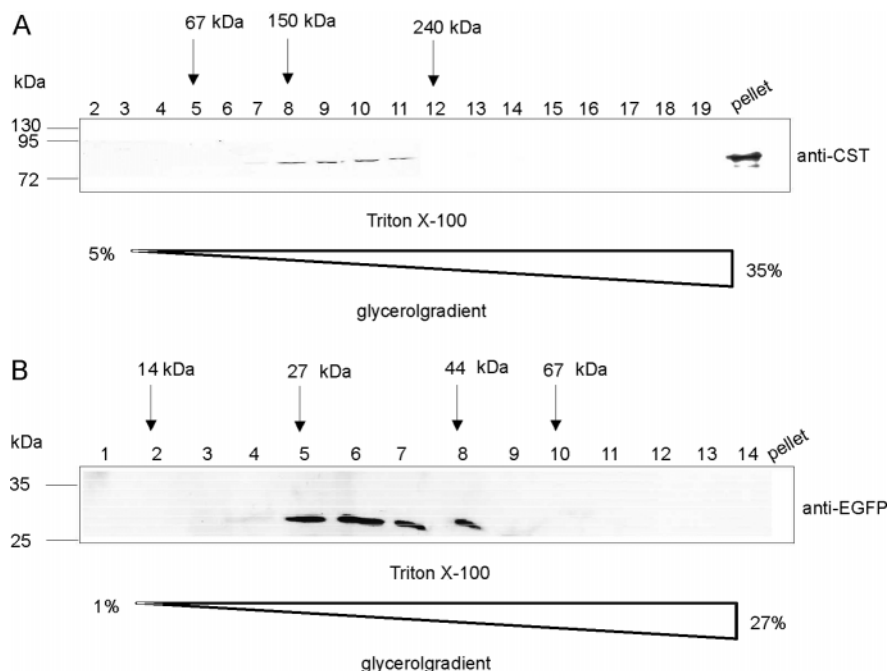 A
67 kDa 150 kDa 240 kDa
kDa
2 3 4 5 6 7 8 9 10 11 12 13 14 15 16 17 18 19 pellet
130
95
72
anti-CST
Triton X-100
5% 35%
glycerolgradient
B
14 kDa 27 kDa 44 kDa 67 kDa
kDa
1 2 3 4 5 6 7 8 9 10 11 12 13 14 pellet
35
25
anti-EGFP
Triton X-100
1% 27%
glycerolgradient